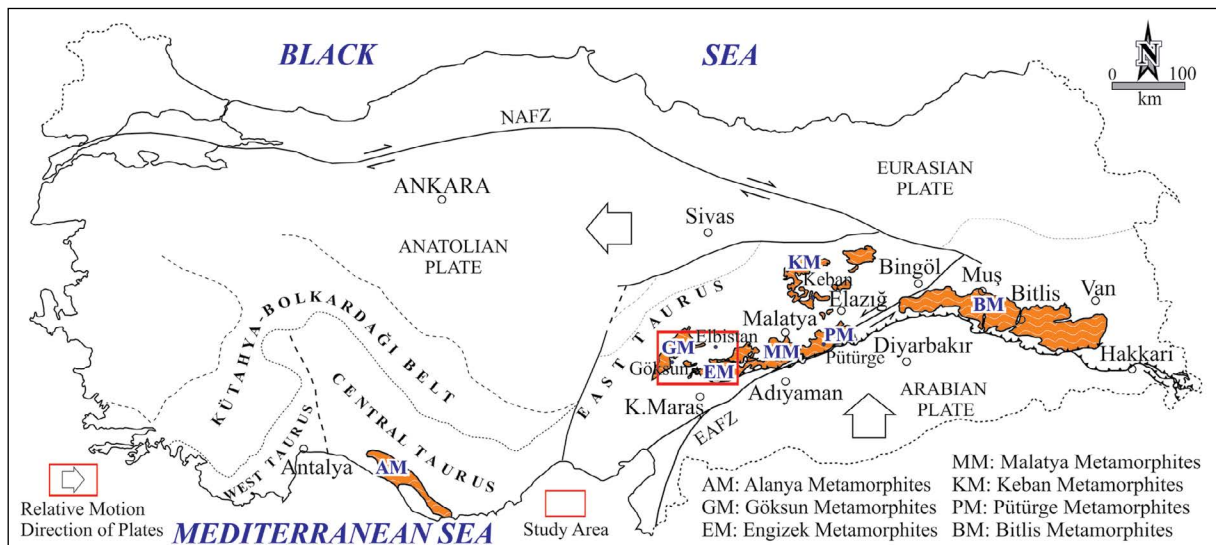 BLACK SEA
N
0 100
km
NAFZ
EURASIAN
PLATE
ANKARA
Sivas
ANATOLIAN
PLATE
KM
Keban
Bingöl
Muş
Elazığ
BM
Bitlis
Van
EAST TAURUS
Malatya
Elbistan
GM
MM
PM
Pütürge
Diyarbakır
Göksun
EM
Hakkari
KÜTAHYA-BOLKARDAĞI BELT
Adıyaman
K.Maraş
ARABIAN
PLATE
EAFZ
CENTRAL TAURUS
WEST TAURUS
Antalya
AM
MEDITERRANEAN SEA
Relative Motion
Direction of Plates
Study Area
AM: Alanya Metamorphites
GM: Göksun Metamorphites
EM: Engizek Metamorphites
MM: Malatya Metamorphites
KM: Keban Metamorphites
PM: Pütürge Metamorphites
BM: Bitlis Metamorphites